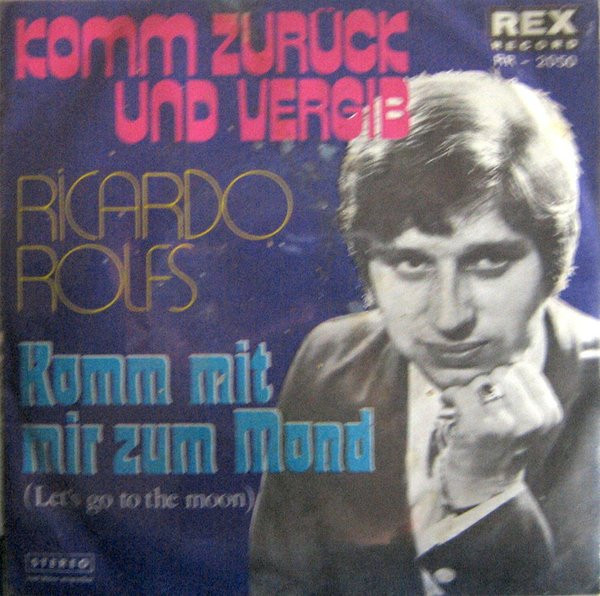 KOMM ZURÜCK
UND VERGIß
REX
RECORD
RR - 2050
RICARDO
ROLFS
Komm mit
mir zum Mond
(Let's go to the moon)
STEREO